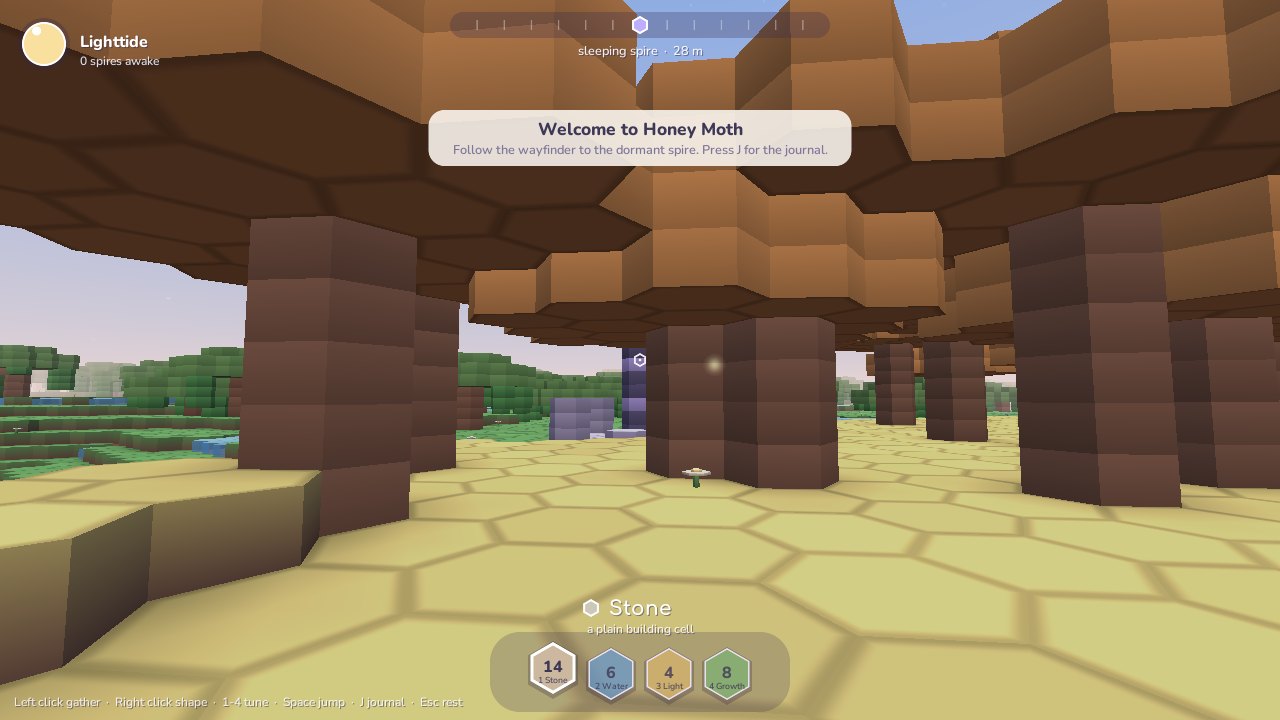 Lighttide
0 spires awake
sleeping spire · 28 m
Welcome to Honey Moth
Follow the wayfinder to the dormant spire. Press J for the journal.
Stone
a plain building cell
14
1 Stone
6
2 Water
4
3 Light
8
4 Growth
Left click gather · Right click shape · 1-4 tune · Space jump · J journal · Esc rest